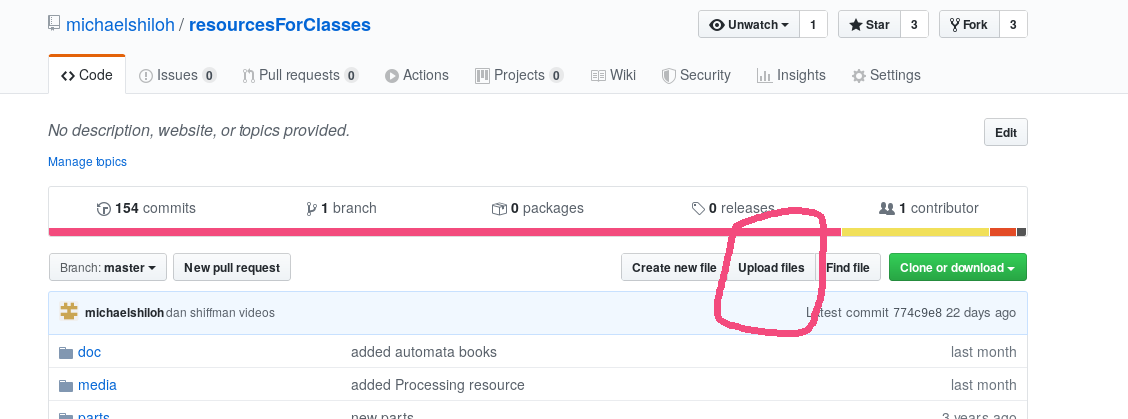 michaelshiloh / resourcesForClasses
Unwatch 1 Star 3 Fork 3
Code Issues 0 Pull requests 0 Actions Projects 0 Wiki Security Insights Settings
No description, website, or topics provided.
Edit
Manage topics
154 commits 1 branch 0 packages 0 releases 1 contributor
Branch: master New pull request Create new file Upload files Find file Clone or download
michaelshiloh dan shiffman videos Latest commit 774c9e8 22 days ago
doc added automata books last month
media added Processing resource last month
parts new parts 3 years ago